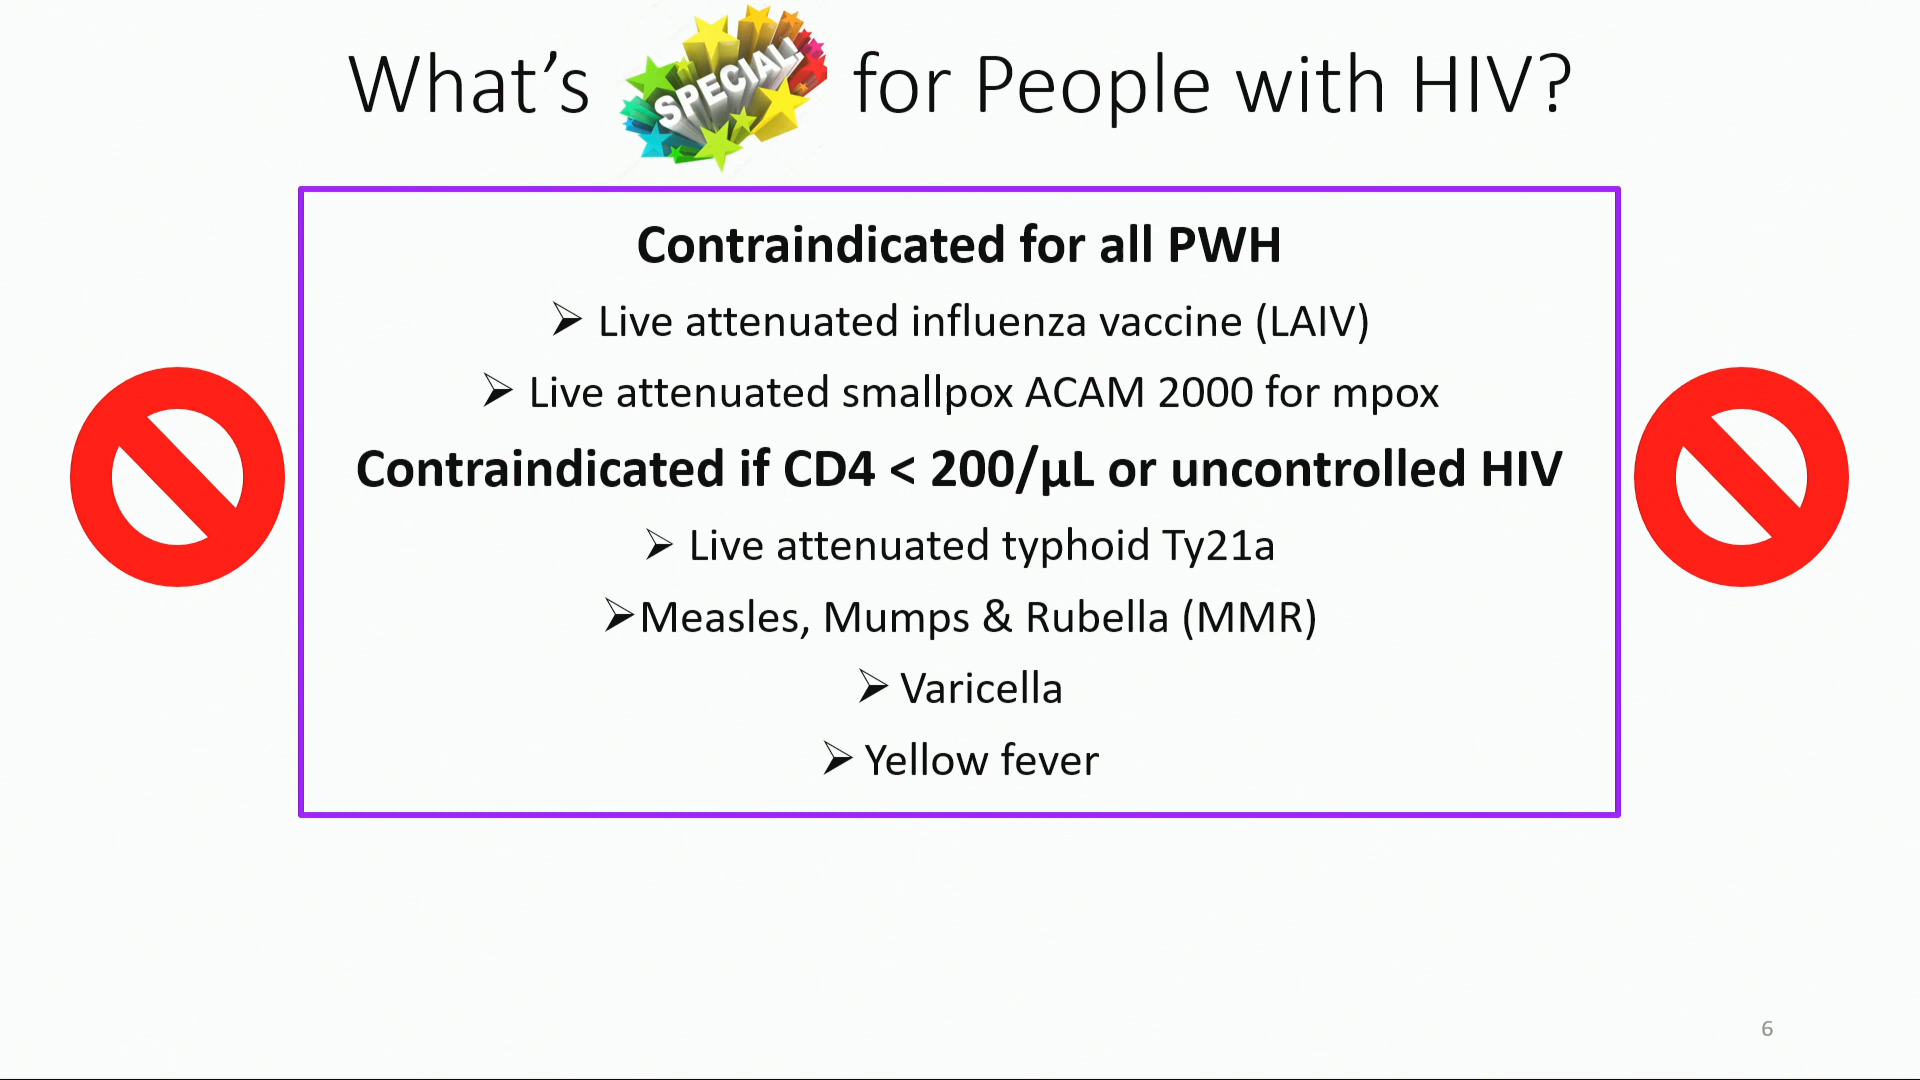 What's SPECIAL! for People with HIV?
Contraindicated for all PWH
➢ Live attenuated influenza vaccine (LAIV)
➢ Live attenuated smallpox ACAM 2000 for mpox
Contraindicated if CD4 < 200/µL or uncontrolled HIV
➢ Live attenuated typhoid Ty21a
➢Measles, Mumps & Rubella (MMR)
➢ Varicella
➢ Yellow fever
6